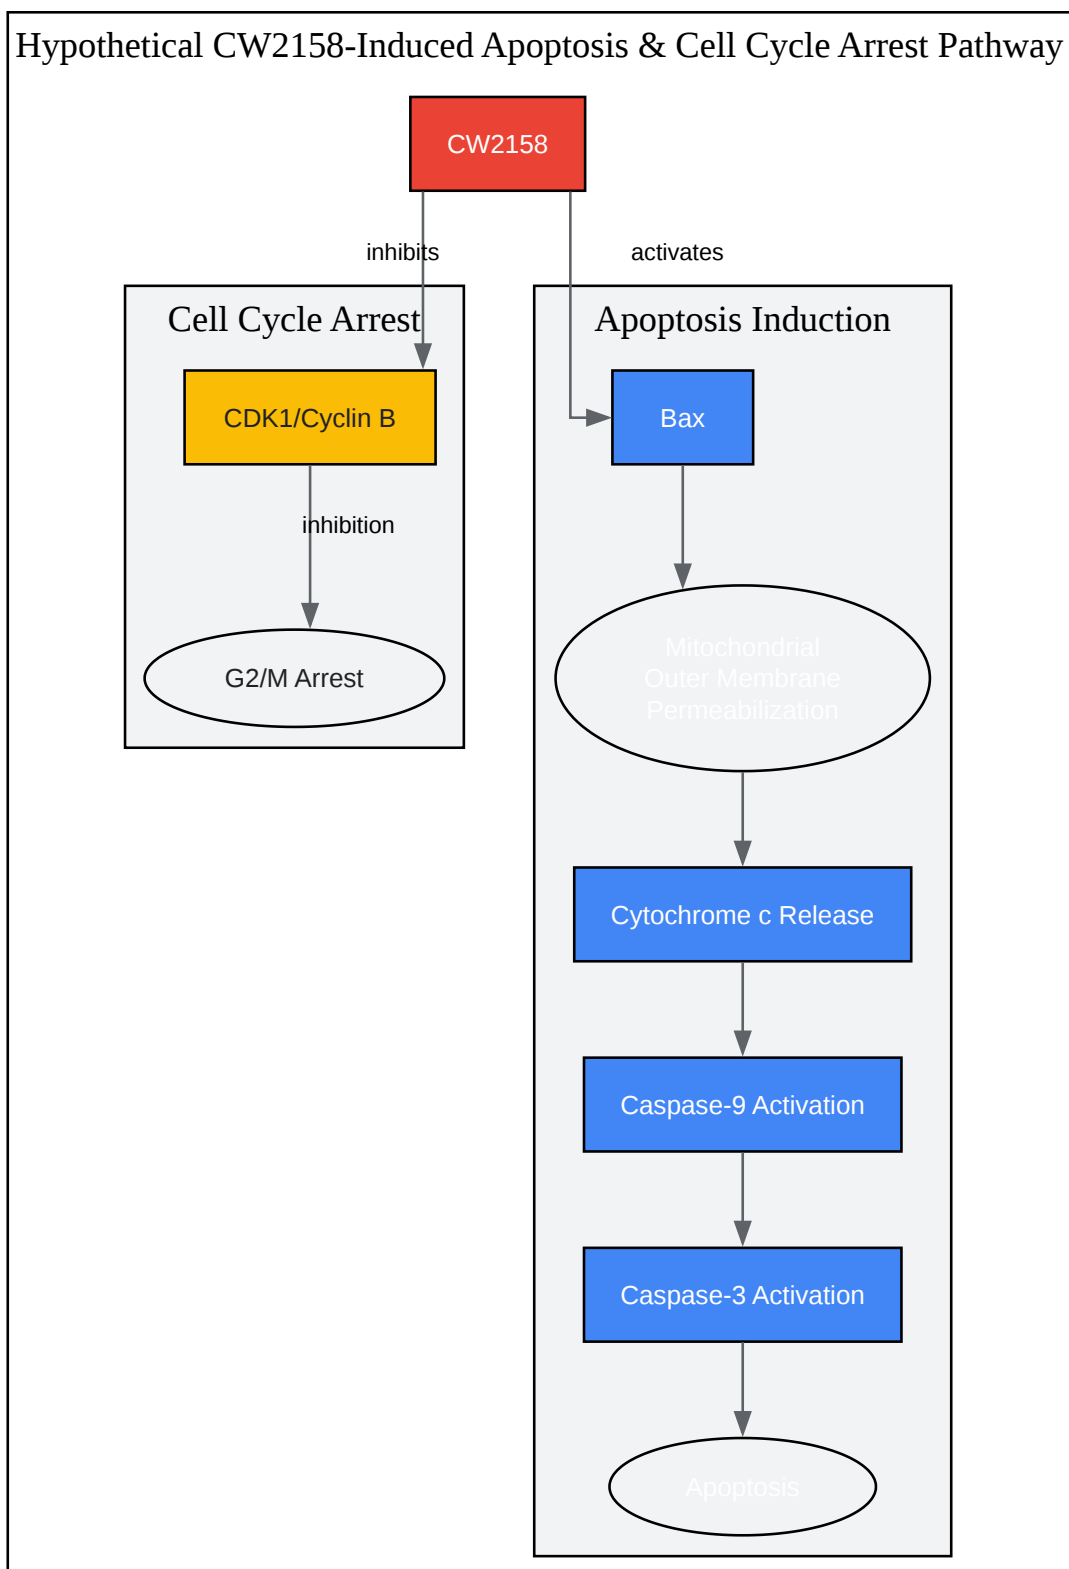 Hypothetical CW2158-Induced Apoptosis & Cell Cycle Arrest Pathway
CW2158
inhibits
activates
Cell Cycle Arrest
CDK1/Cyclin B
inhibition
G2/M Arrest
Apoptosis Induction
Bax
Mitochondrial
Outer Membrane
Permeabilization
Cytochrome c Release
Caspase-9 Activation
Caspase-3 Activation
Apoptosis